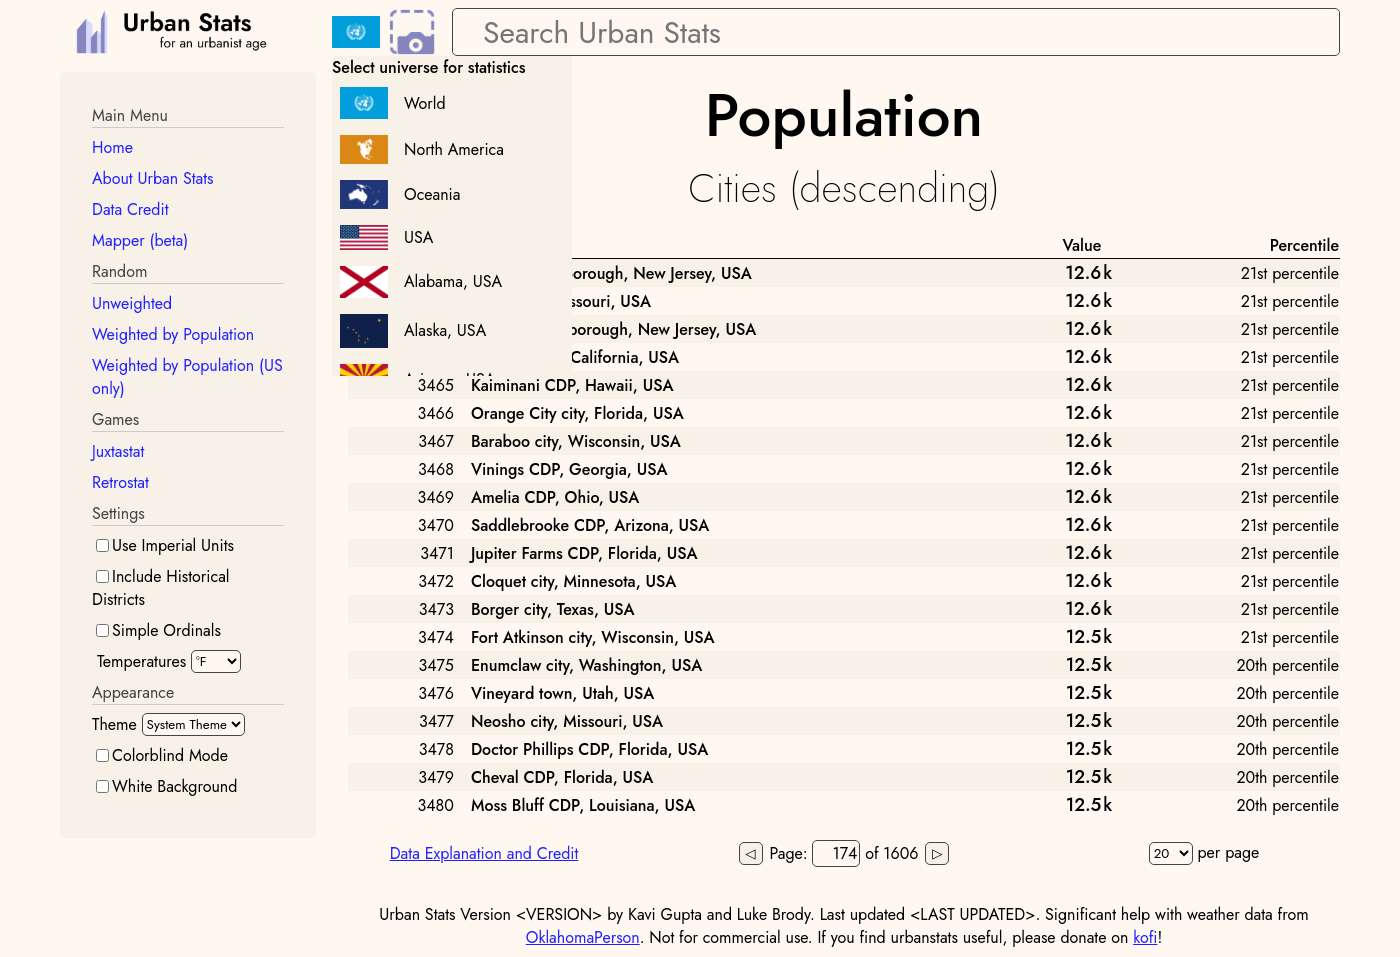 Urban Stats
for an urbanist age
Search Urban Stats
Main Menu
Home
About Urban Stats
Data Credit
Mapper (beta)
Random
Unweighted
Weighted by Population
Weighted by Population (US
only)
Games
Juxtastat
Retrostat
Settings
Use Imperial Units
Include Historical
Districts
Simple Ordinals
Temperatures °F
Appearance
Theme System Theme
Colorblind Mode
White Background
Select universe for statistics
World
North America
Oceania
USA
Alabama, USA
Alaska, USA
Population
Cities (descending)
Value Percentile
borough, New Jersey, USA 12.6k 21st percentile
ssouri, USA 12.6k 21st percentile
borough, New Jersey, USA 12.6k 21st percentile
California, USA 12.6k 21st percentile
3465 Kaiminani CDP, Hawaii, USA 12.6k 21st percentile
3466 Orange City city, Florida, USA 12.6k 21st percentile
3467 Baraboo city, Wisconsin, USA 12.6k 21st percentile
3468 Vinings CDP, Georgia, USA 12.6k 21st percentile
3469 Amelia CDP, Ohio, USA 12.6k 21st percentile
3470 Saddlebrooke CDP, Arizona, USA 12.6k 21st percentile
3471 Jupiter Farms CDP, Florida, USA 12.6k 21st percentile
3472 Cloquet city, Minnesota, USA 12.6k 21st percentile
3473 Borger city, Texas, USA 12.6k 21st percentile
3474 Fort Atkinson city, Wisconsin, USA 12.5k 21st percentile
3475 Enumclaw city, Washington, USA 12.5k 20th percentile
3476 Vineyard town, Utah, USA 12.5k 20th percentile
3477 Neosho city, Missouri, USA 12.5k 20th percentile
3478 Doctor Phillips CDP, Florida, USA 12.5k 20th percentile
3479 Cheval CDP, Florida, USA 12.5k 20th percentile
3480 Moss Bluff CDP, Louisiana, USA 12.5k 20th percentile
Data Explanation and Credit Page: 174 of 1606 20 per page
Urban Stats Version <VERSION> by Kavi Gupta and Luke Brody. Last updated <LAST UPDATED>. Significant help with weather data from
OklahomaPerson. Not for commercial use. If you find urbanstats useful, please donate on kofi!